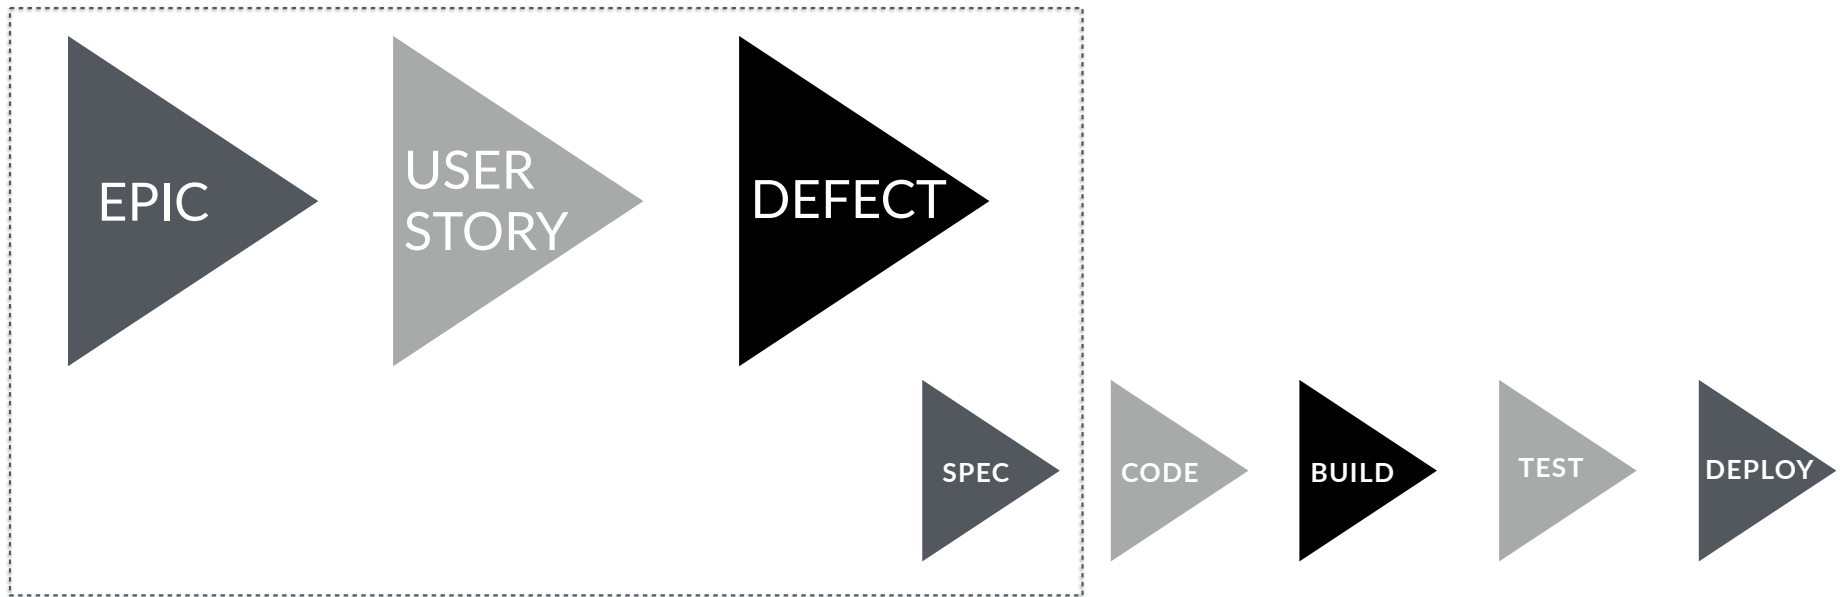 EPIC
USER
STORY
DEFECT
SPEC
CODE
BUILD
TEST
DEPLOY